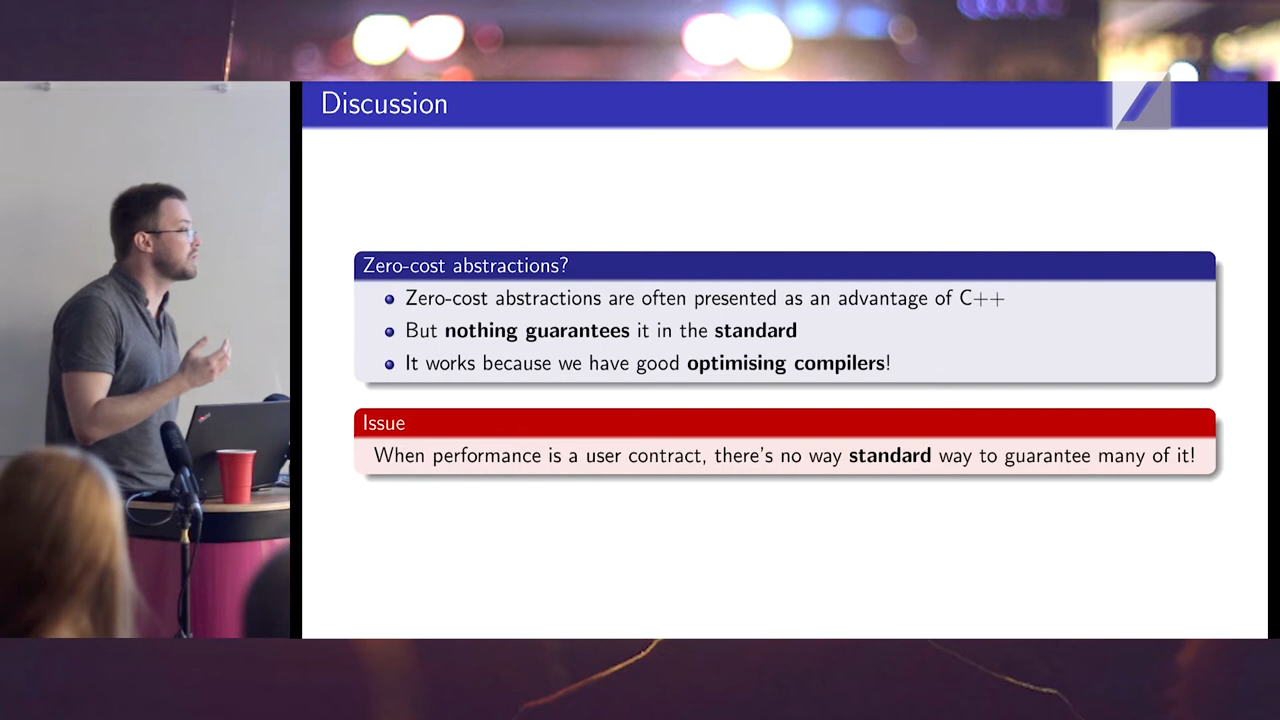 Discussion
Zero-cost abstractions?
Zero-cost abstractions are often presented as an advantage of C++
But nothing guarantees it in the standard
It works because we have good optimising compilers!
Issue
When performance is a user contract, there's no way standard way to guarantee many of it!